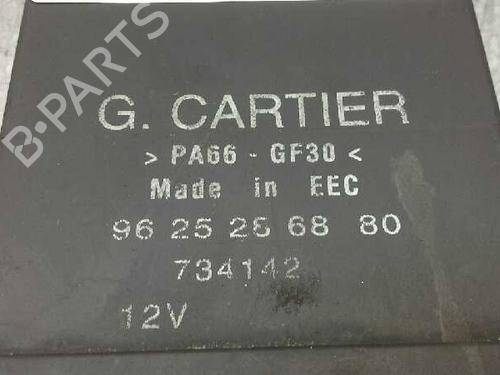 G. CARTIER
> PA66 - GF30 <
Made in EEC
96 25 25 68 80
734142
12V
B-PARTS